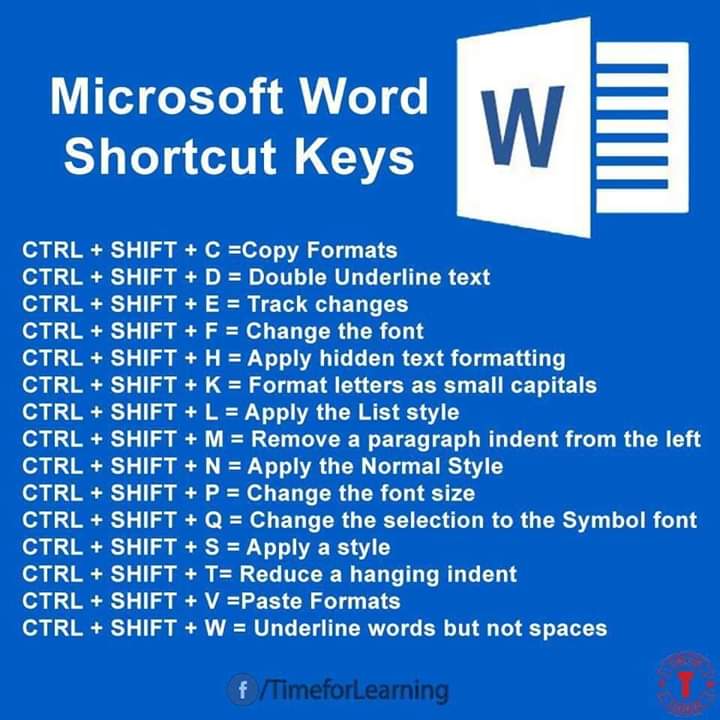 Microsoft Word
Shortcut Keys
W
CTRL + SHIFT + C =Copy Formats
CTRL + SHIFT + D = Double Underline text
CTRL + SHIFT + E = Track changes
CTRL + SHIFT + F = Change the font
CTRL + SHIFT + H = Apply hidden text formatting
CTRL + SHIFT + K = Format letters as small capitals
CTRL + SHIFT + L = Apply the List style
CTRL + SHIFT + M = Remove a paragraph indent from the left
CTRL + SHIFT + N = Apply the Normal Style
CTRL + SHIFT + P = Change the font size
CTRL + SHIFT + Q = Change the selection to the Symbol font
CTRL + SHIFT + S = Apply a style
CTRL + SHIFT + T= Reduce a hanging indent
CTRL + SHIFT + V =Paste Formats
CTRL + SHIFT + W = Underline words but not spaces
f /TimeforLearning
T